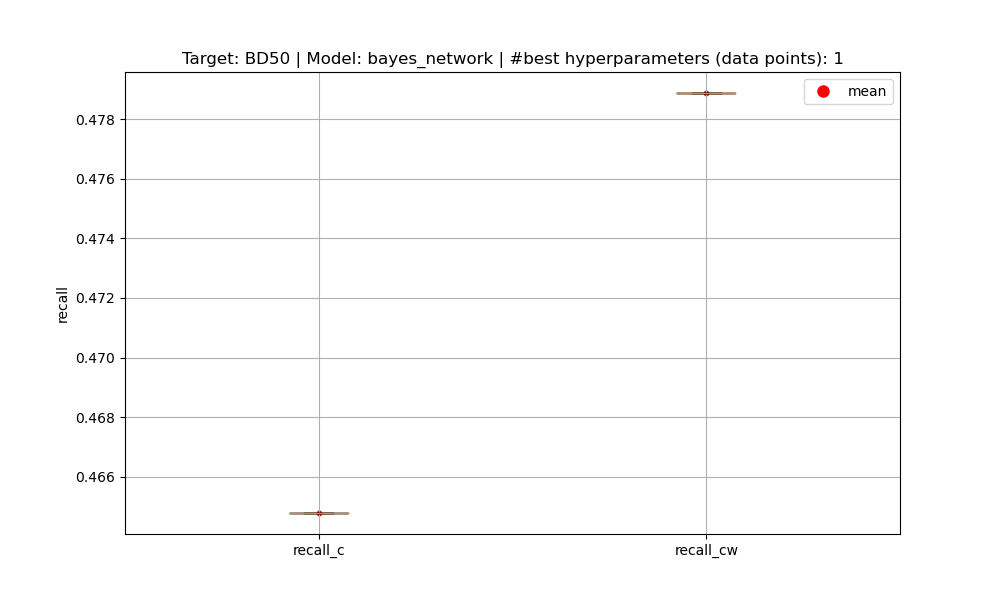 Target: BD50 | Model: bayes_network | #best hyperparameters (data points): 1
mean
0.478
0.476
0.474
0.472
0.470
0.468
0.466
recall
recall_c
recall_cw